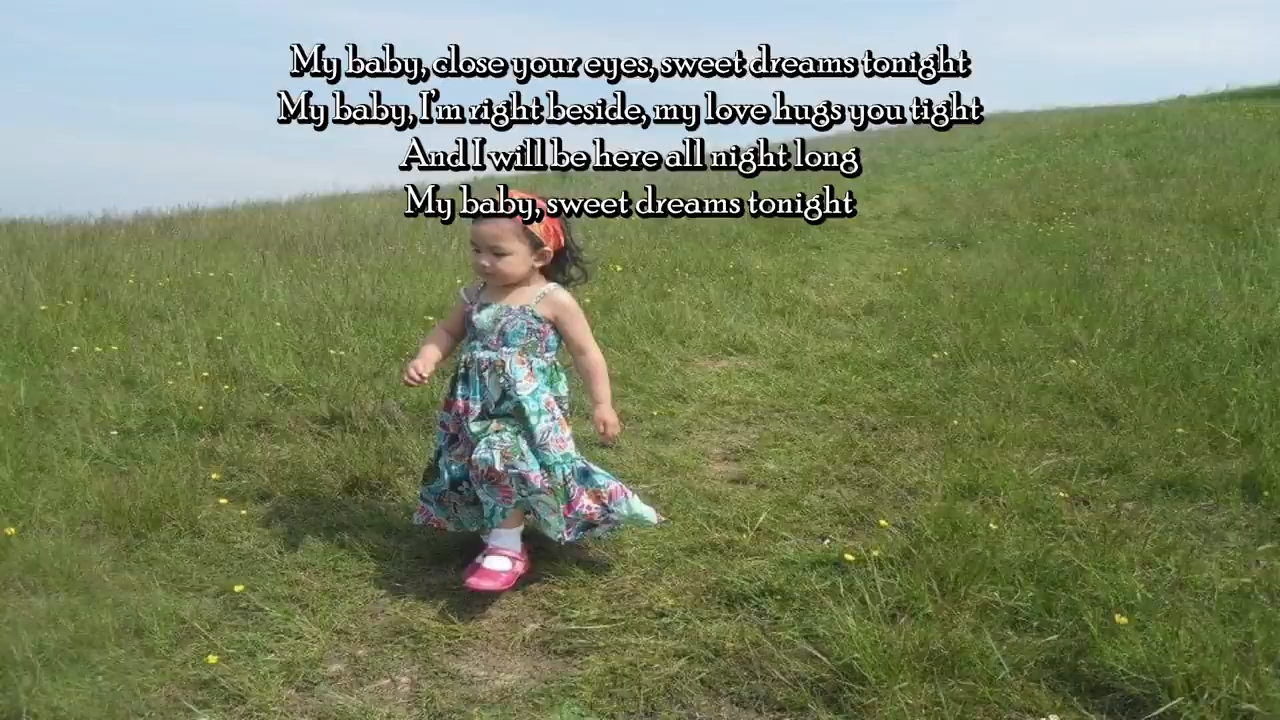 My baby, close your eyes, sweet dreams tonight
My baby, I'm right beside, my love hugs you tight
And I will be here all night long
My baby, sweet dreams tonight